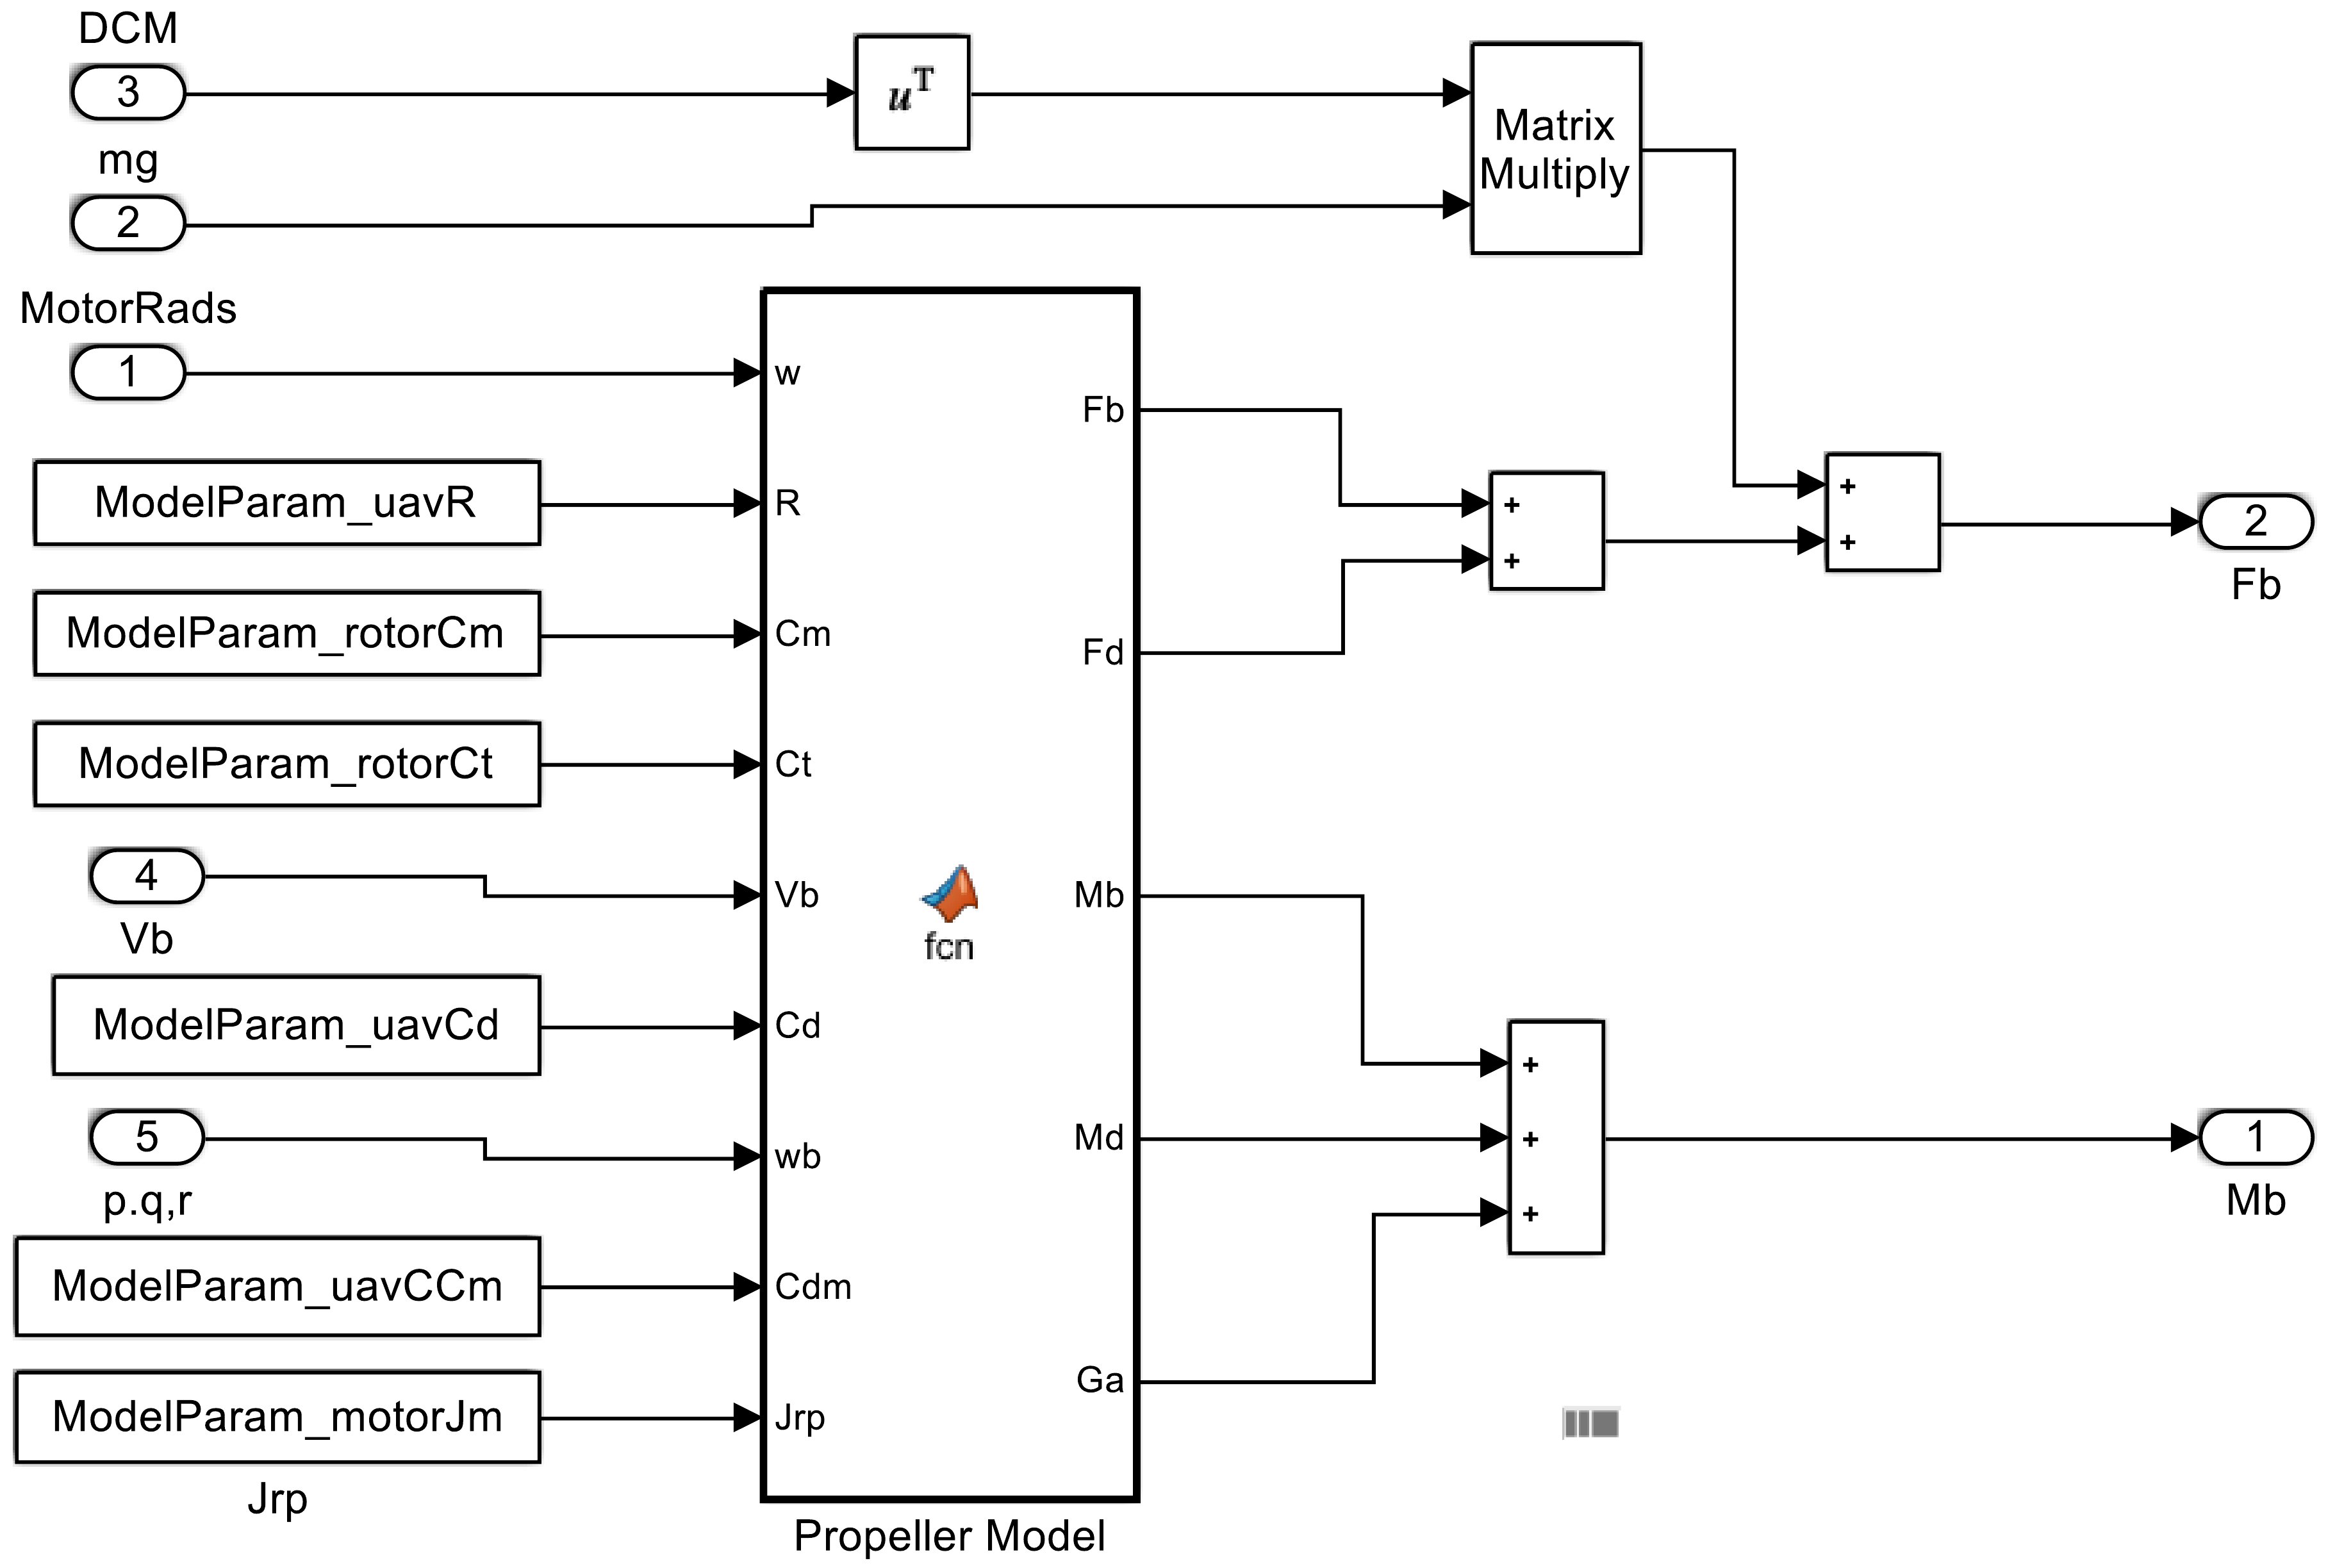 DCM
3
u^T
mg
2
Matrix
Multiply
MotorRads
1
w
ModelParam_uavR
R
ModelParam_rotorCm
Cm
ModelParam_rotorCt
Ct
4
Vb
Vb
ModelParam_uavCd
Cd
5
p.q,r
wb
ModelParam_uavCCm
Cdm
ModelParam_motorJm
Jrp
Jrp
fcn
Fb
Fd
Mb
Md
Ga
Propeller Model
+
+
+
+
2
Fb
+
+
+
1
Mb